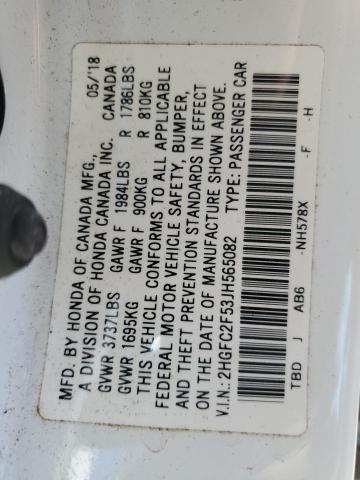 MFD. BY HONDA OF CANADA MFG., 05/'18
A DIVISION OF HONDA CANADA INC. CANADA
GVWR 3737LBS GAWR F 1984LBS R 1786LBS
GVWR 1695KG GAWR F 900KG R 810KG
THIS VEHICLE CONFORMS TO ALL APPLICABLE
FEDERAL MOTOR VEHICLE SAFETY, BUMPER,
AND THEFT PREVENTION STANDARDS IN EFFECT
ON THE DATE OF MANUFACTURE SHOWN ABOVE.
V.I.N.: 2HGFC2F53JH565082 TYPE: PASSENGER CAR
TBD J AB6 -NH578X -F -H